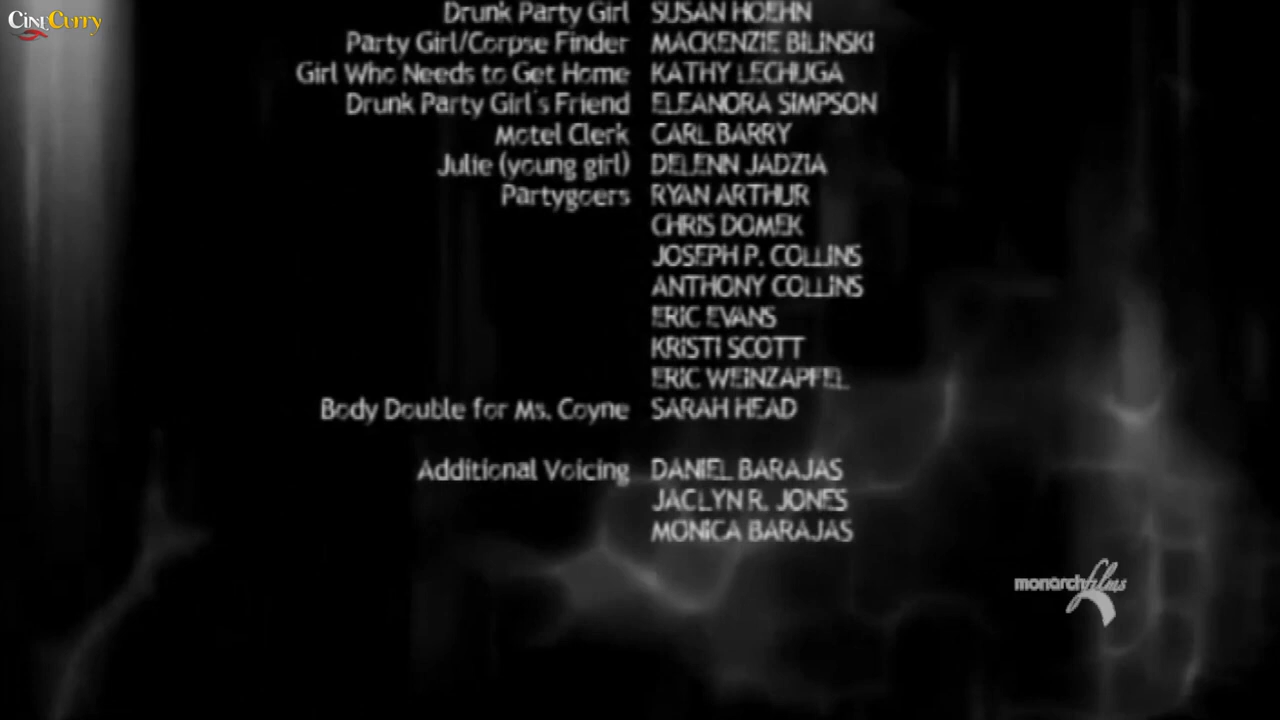 CineCurry
Drunk Party Girl SUSAN HOEHN
Party Girl/Corpse Finder MACKENZIE BILINSKI
Girl Who Needs to Get Home KATHY LECHUGA
Drunk Party Girl's Friend ELEANORA SIMPSON
Motel Clerk CARL BARRY
Julie (young girl) DELENN JADZIA
Partygoers RYAN ARTHUR
CHRIS DOMEK
JOSEPH P. COLLINS
ANTHONY COLLINS
ERIC EVANS
KRISTI SCOTT
ERIC WEINZAPFEL
Body Double for Ms. Coyne SARAH HEAD
Additional Voicing DANIEL BARAJAS
JACLYN R. JONES
MONICA BARAJAS
monarchfilms